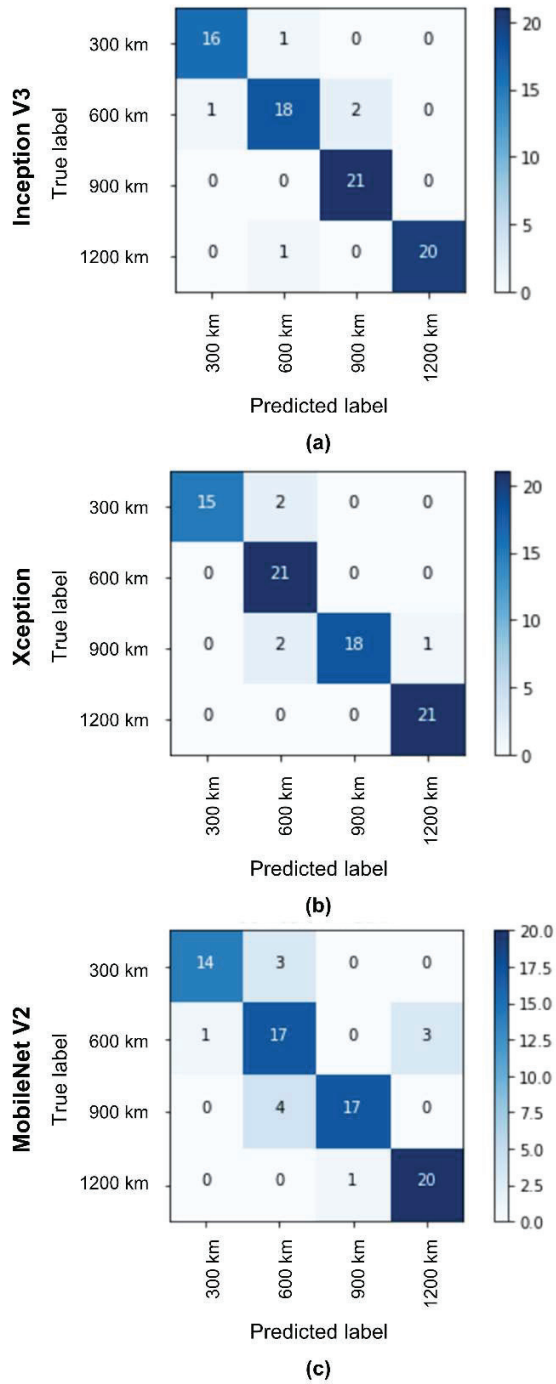 Inception V3
True label
300 km 16 1 0 0
600 km 1 18 2 0
900 km 0 0 21 0
1200 km 0 1 0 20
300 km 600 km 900 km 1200 km
Predicted label
20
15
10
5
0
(a)
Xception
True label
300 km 15 2 0 0
600 km 0 21 0 0
900 km 0 2 18 1
1200 km 0 0 0 21
300 km 600 km 900 km 1200 km
Predicted label
20
15
10
5
0
(b)
MobileNet V2
True label
300 km 14 3 0 0
600 km 1 17 0 3
900 km 0 4 17 0
1200 km 0 0 1 20
300 km 600 km 900 km 1200 km
Predicted label
20.0
17.5
15.0
12.5
10.0
7.5
5.0
2.5
0.0
(c)